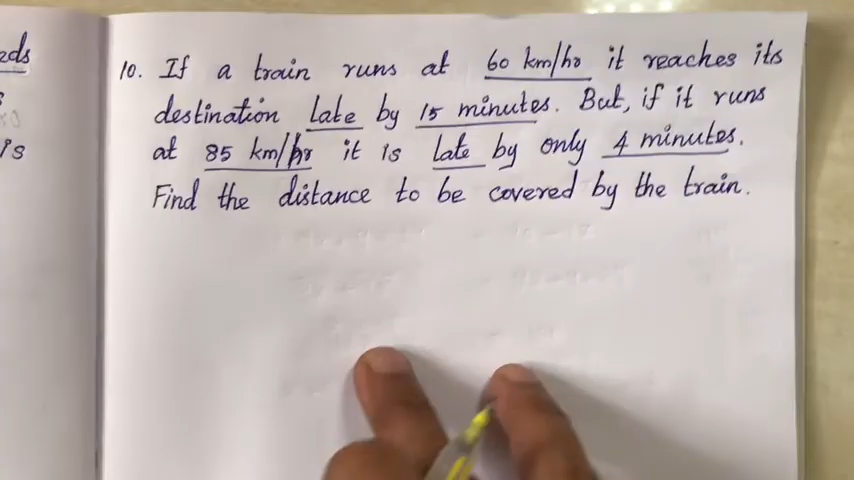 10. If a train runs at 60 km/hr it reaches its
destination late by 15 minutes. But, if it runs
at 85 km/hr it is late by only 4 minutes.
Find the distance to be covered by the train.
is